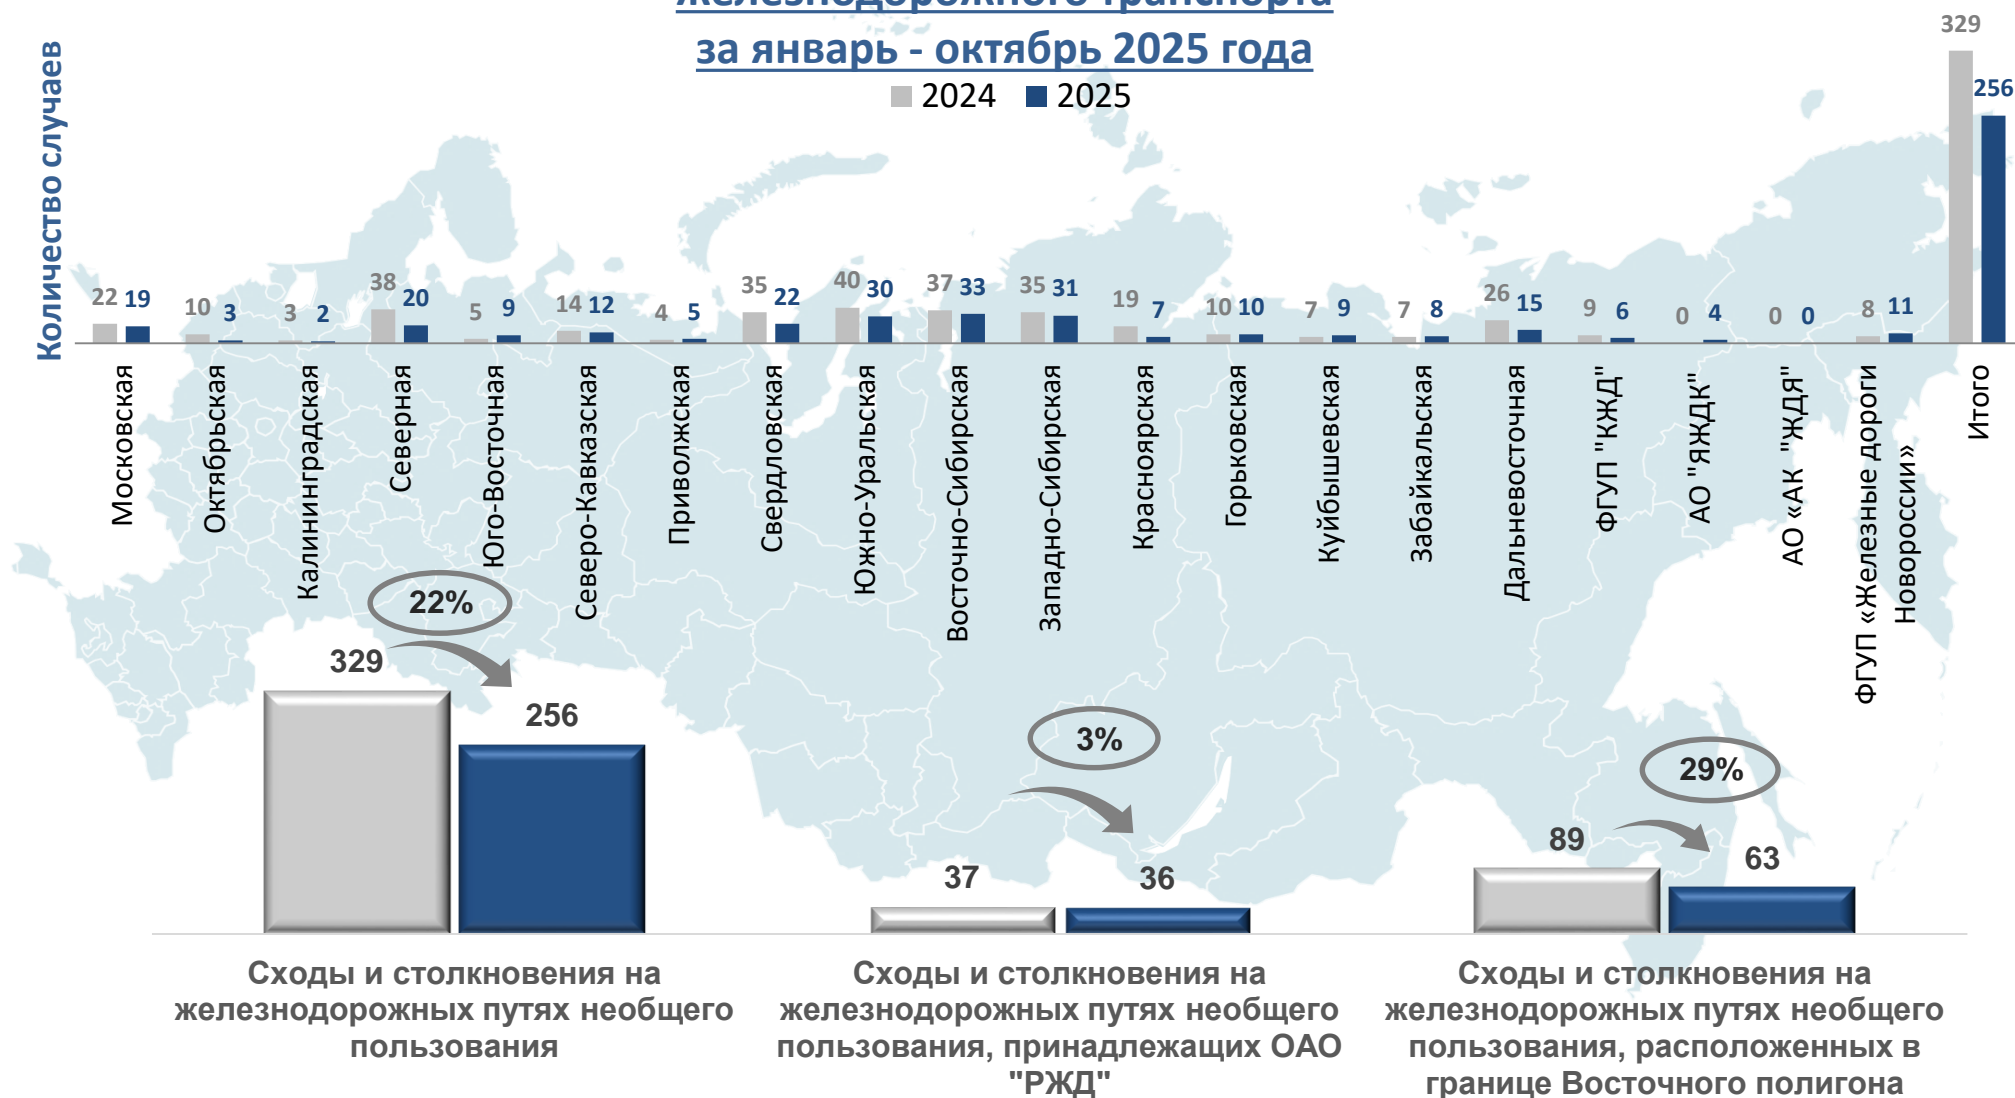 железнодорожного транспорта
за январь - октябрь 2025 года
2024 2025
Количество случаев
329
256
22 19
10 3
3 2
38 20
5 9
14 12
4 5
35 22
40 30
37 33
35 31
19 7
10 10
7 9
7 8
26 15
9 6
0 4
0 0
8 11
Московская
Октябрьская
Калининградская
Северная
Юго-Восточная
Северо-Кавказская
Приволжская
Свердловская
Южно-Уральская
Восточно-Сибирская
Западно-Сибирская
Красноярская
Горьковская
Куйбышевская
Забайкальская
Дальневосточная
ФГУП "КЖД"
АО "ЯЖДК"
АО «АК "ЖДЯ"
ФГУП «Железные дороги
Новороссии»
Итого
22%
329
256
3%
37
36
29%
89
63
Сходы и столкновения на
железнодорожных путях необщего
пользования
Сходы и столкновения на
железнодорожных путях необщего
пользования, принадлежащих ОАО
"РЖД"
Сходы и столкновения на
железнодорожных путях необщего
пользования, расположенных в
границе Восточного полигона